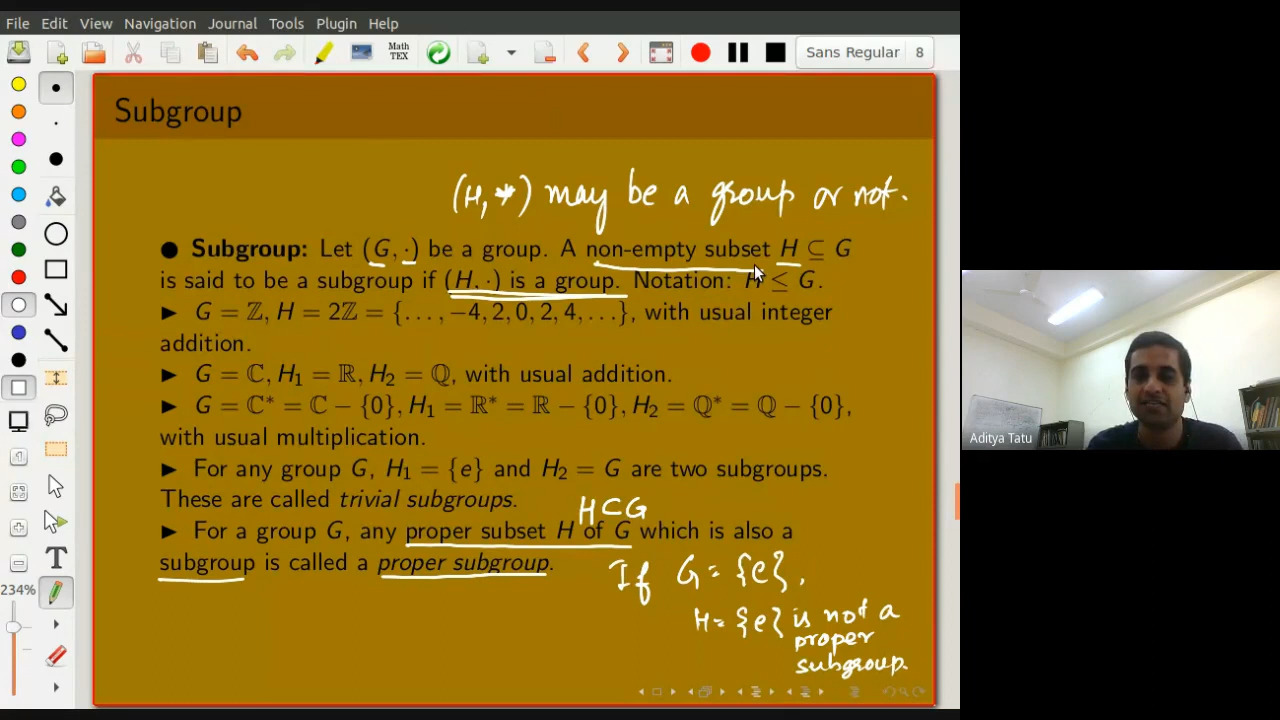 File Edit View Navigation Journal Tools Plugin Help
Math TEX
Sans Regular 8
Subgroup
(H, *) may be a group or not.
● Subgroup: Let (G, ·) be a group. A non-empty subset H ⊆ G
is said to be a subgroup if (H, ·) is a group. Notation: H ≤ G.
► G = ℤ, H = 2ℤ = {. . . , −4, 2, 0, 2, 4, . . .}, with usual integer
addition.
► G = ℂ, H₁ = ℝ, H₂ = ℚ, with usual addition.
► G = ℂ* = ℂ − {0}, H₁ = ℝ* = ℝ − {0}, H₂ = ℚ* = ℚ − {0},
with usual multiplication.
► For any group G, H₁ = {e} and H₂ = G are two subgroups.
These are called trivial subgroups.
H ⊂ G
► For a group G, any proper subset H of G which is also a
subgroup is called a proper subgroup.
If G = {e},
H = {e} is not a
proper
subgroup.
234%
Aditya Tatu